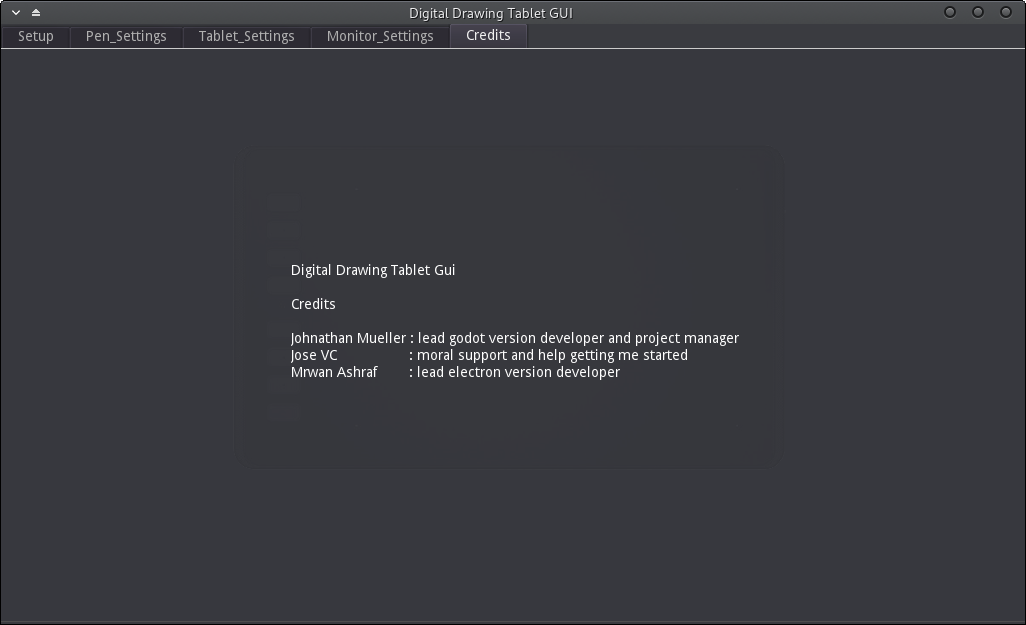 Digital Drawing Tablet GUI
Setup Pen_Settings Tablet_Settings Monitor_Settings Credits
Digital Drawing Tablet Gui
Credits
Johnathan Mueller : lead godot version developer and project manager
Jose VC : moral support and help getting me started
Mrwan Ashraf : lead electron version developer